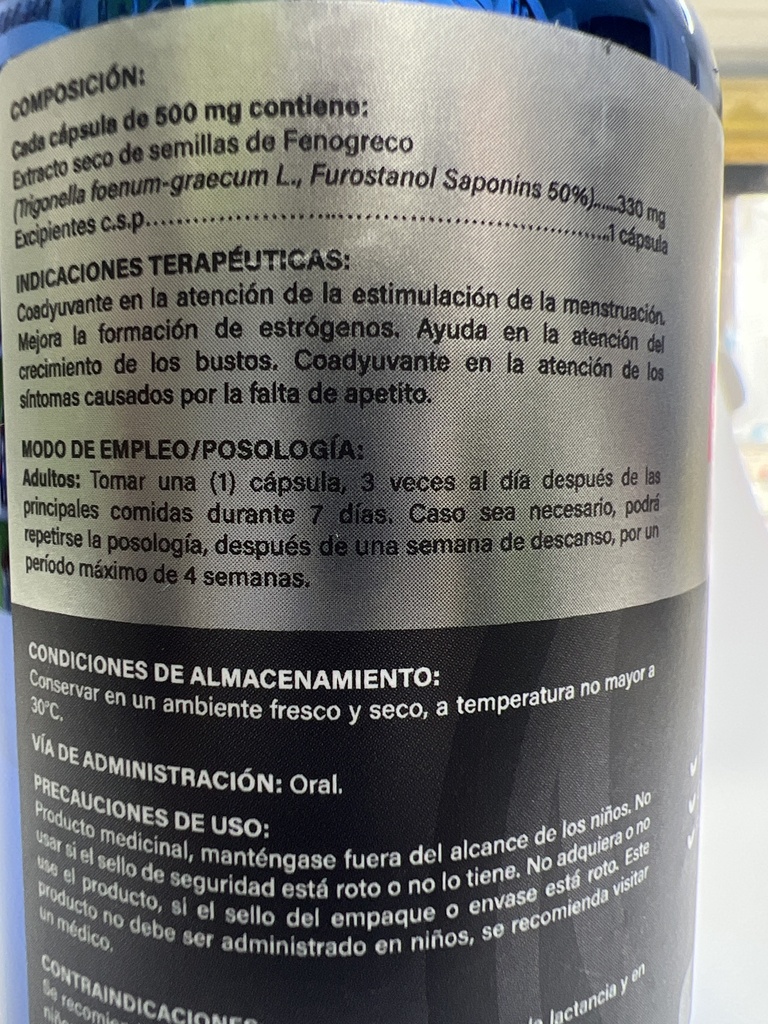 COMPOSICIÓN:
Cada cápsula de 500 mg contiene:
Extracto seco de semillas de Fenogreco
(Trigonella foenum-graecum L., Furostanol Saponins 50%).....330 mg
Excipientes c.s.p.....................................................1 cápsula
INDICACIONES TERAPÉUTICAS:
Coadyuvante en la atención de la estimulación de la menstruación.
Mejora la formación de estrógenos. Ayuda en la atención del
crecimiento de los bustos. Coadyuvante en la atención de los
síntomas causados por la falta de apetito.
MODO DE EMPLEO/POSOLOGÍA:
Adultos: Tomar una (1) cápsula, 3 veces al día después de las
principales comidas durante 7 días. Caso sea necesario, podrá
repetirse la posología, después de una semana de descanso, por un
período máximo de 4 semanas.
CONDICIONES DE ALMACENAMIENTO:
Conservar en un ambiente fresco y seco, a temperatura no mayor a
30°C.
VÍA DE ADMINISTRACIÓN: Oral.
PRECAUCIONES DE USO:
Producto medicinal, manténgase fuera del alcance de los niños. No
usar si el sello de seguridad está roto o no lo tiene. No adquiera o no
use el producto, si el sello del empaque o envase está roto. Este
producto no debe ser administrado en niños, se recomienda visitar
un médico.
CONTRAINDICACIONES
Se lactancia y en